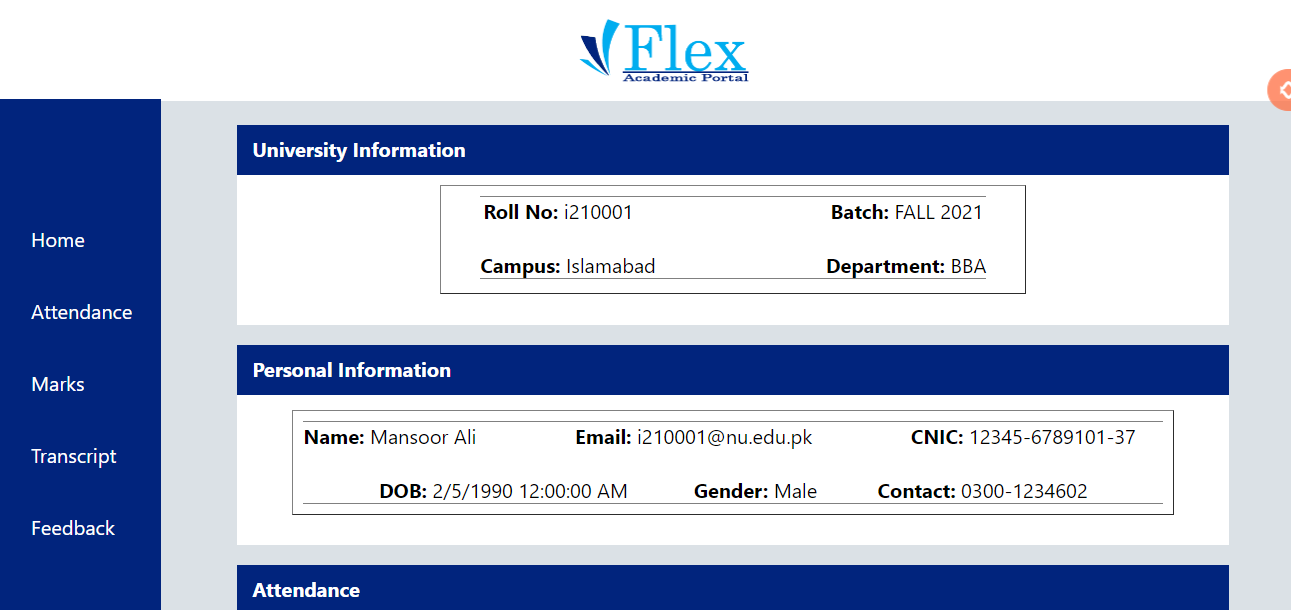 Flex
Academic Portal
University Information
Roll No: i210001 Batch: FALL 2021
Campus: Islamabad Department: BBA
Home
Attendance
Marks
Transcript
Feedback
Personal Information
Name: Mansoor Ali Email: i210001@nu.edu.pk CNIC: 12345-6789101-37
DOB: 2/5/1990 12:00:00 AM Gender: Male Contact: 0300-1234602
Attendance